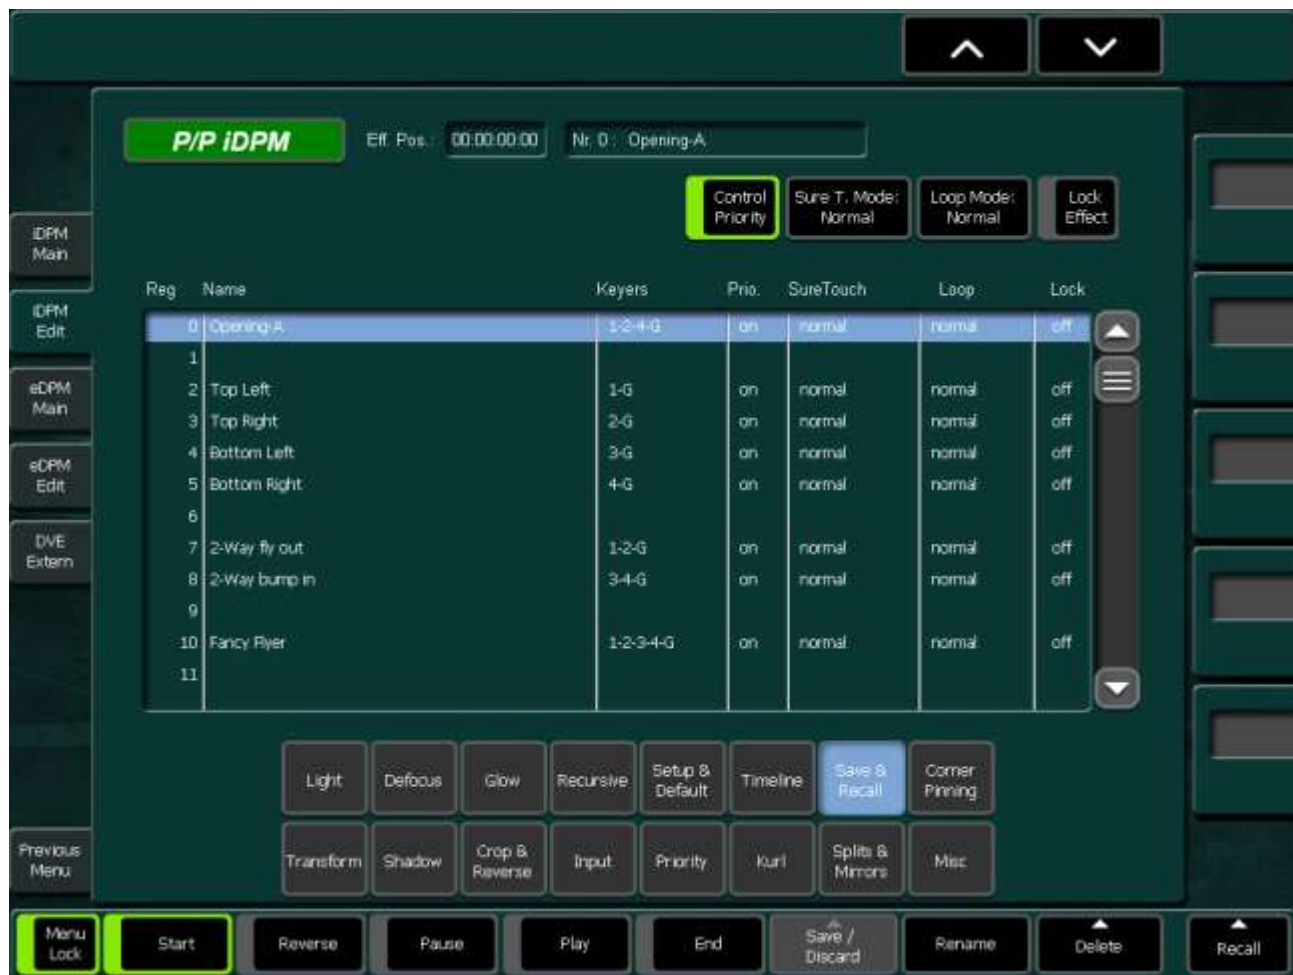 P/P iDPM
Eff. Pos.: 00:00:00:00
Nr. 0 : Opening-A
Control
Priority
Sure T. Mode:
Normal
Loop Mode:
Normal
Lock
Effect
iDPM
Main
iDPM
Edit
eDPM
Main
eDPM
Edit
DVE
Extern
Previous
Menu
Reg Name Keyers Prio. SureTouch Loop Lock
0 Opening-A 1-2-4-G on normal normal off
1
2 Top Left 1-G on normal normal off
3 Top Right 2-G on normal normal off
4 Bottom Left 3-G on normal normal off
5 Bottom Right 4-G on normal normal off
6
7 2-Way fly out 1-2-G on normal normal off
8 2-Way bump in 3-4-G on normal normal off
9
10 Fancy Flyer 1-2-3-4-G on normal normal off
11
Light
Defocus
Glow
Recursive
Setup &
Default
Timeline
Save &
Recall
Corner
Pinning
Transform
Shadow
Crop &
Reverse
Input
Priority
Kurl
Splits &
Mirrors
Misc
Menu
Lock
Start
Reverse
Pause
Play
End
Save /
Discard
Rename
Delete
Recall